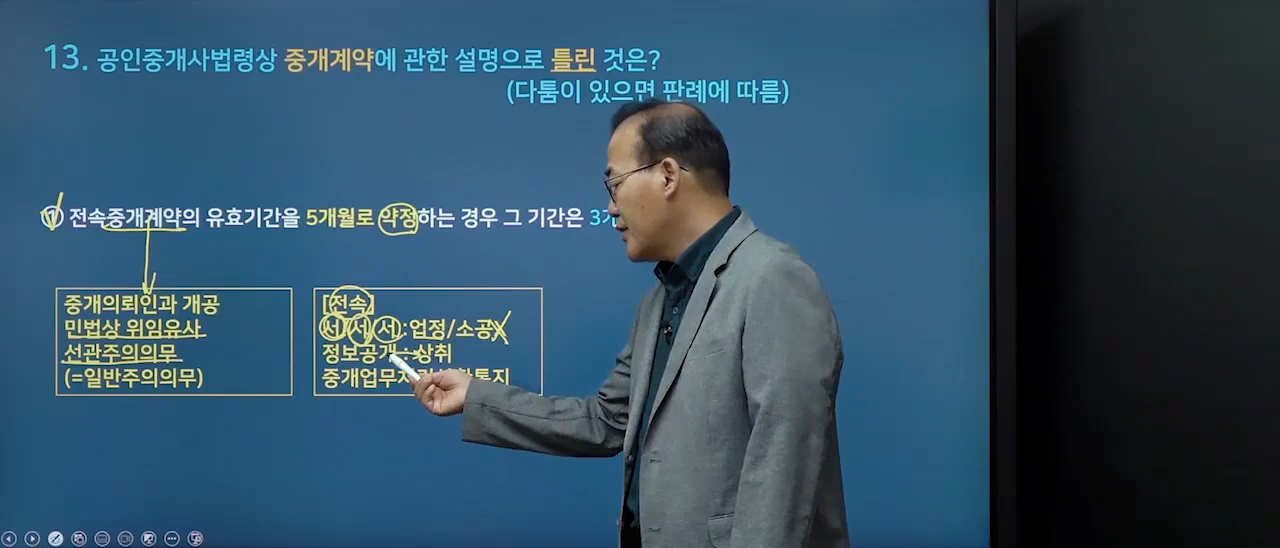 13. 공인중개사법령상 중개계약에 관한 설명으로 틀린 것은?
(다툼이 있으면 판례에 따름)
① 전속중개계약의 유효기간을 5개월로 약정하는 경우 그 기간은 3
중개의뢰인과 개공
민법상 위임유사
선관주의의무
(=일반주의의무)
[전속]
서 서 서 : 업정/소공X
정보공개 : 상취